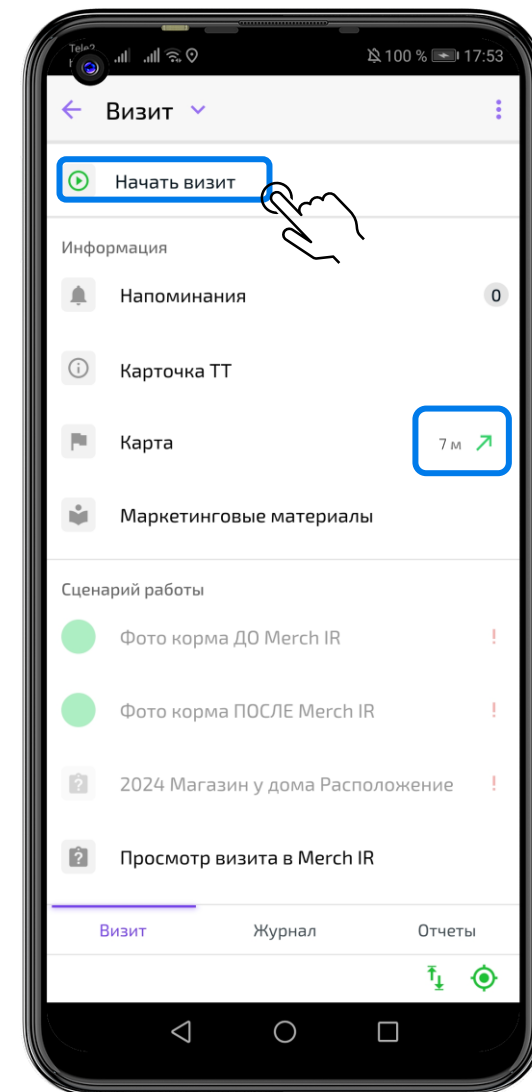 Tele2
100 % 17:53
Визит
Начать визит
Информация
Напоминания 0
Карточка ТТ
Карта 7 м
Маркетинговые материалы
Сценарий работы
Фото корма ДО Merch IR !
Фото корма ПОСЛЕ Merch IR !
2024 Магазин у дома Расположение !
Просмотр визита в Merch IR
Визит Журнал Отчеты